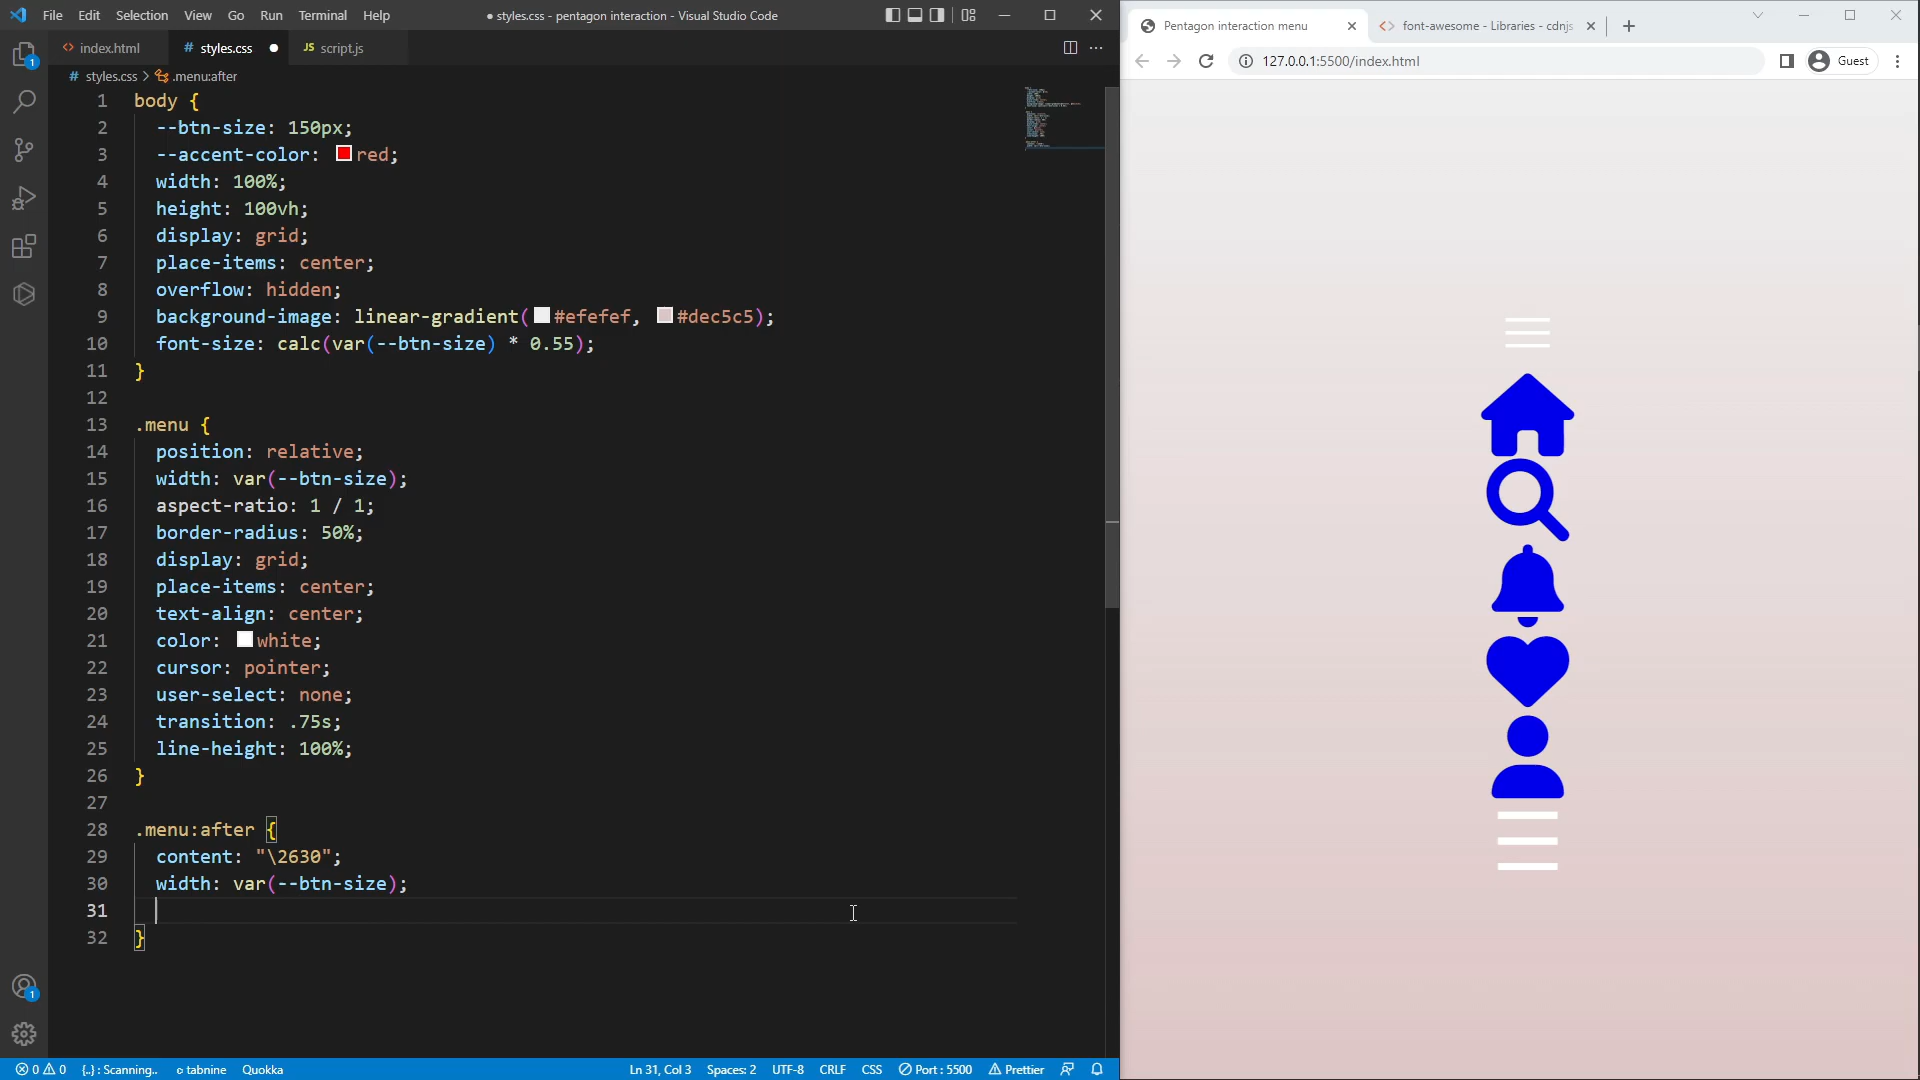 File Edit Selection View Go Run Terminal Help
● styles.css - pentagon interaction - Visual Studio Code
<> index.html # styles.css ● JS script.js
# styles.css > .menu:after
1 body {
2 --btn-size: 150px;
3 --accent-color: red;
4 width: 100%;
5 height: 100vh;
6 display: grid;
7 place-items: center;
8 overflow: hidden;
9 background-image: linear-gradient(#efefef, #dec5c5);
10 font-size: calc(var(--btn-size) * 0.55);
11 }
12
13 .menu {
14 position: relative;
15 width: var(--btn-size);
16 aspect-ratio: 1 / 1;
17 border-radius: 50%;
18 display: grid;
19 place-items: center;
20 text-align: center;
21 color: white;
22 cursor: pointer;
23 user-select: none;
24 transition: .75s;
25 line-height: 100%;
26 }
27
28 .menu:after {
29 content: "\2630";
30 width: var(--btn-size);
31
32 }
1
1
0 0 {..} : Scanning.. tabnine Quokka
Ln 31, Col 3 Spaces: 2 UTF-8 CRLF CSS Port : 5500 Prettier
Pentagon interaction menu
<> font-awesome - Libraries - cdnjs
127.0.0.1:5500/index.html
Guest